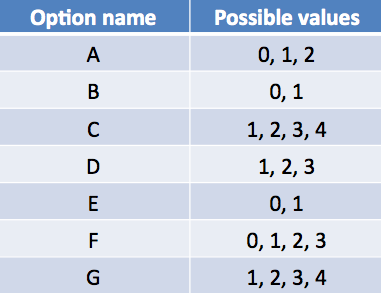 Option name Possible values
A 0, 1, 2
B 0, 1
C 1, 2, 3, 4
D 1, 2, 3
E 0, 1
F 0, 1, 2, 3
G 1, 2, 3, 4